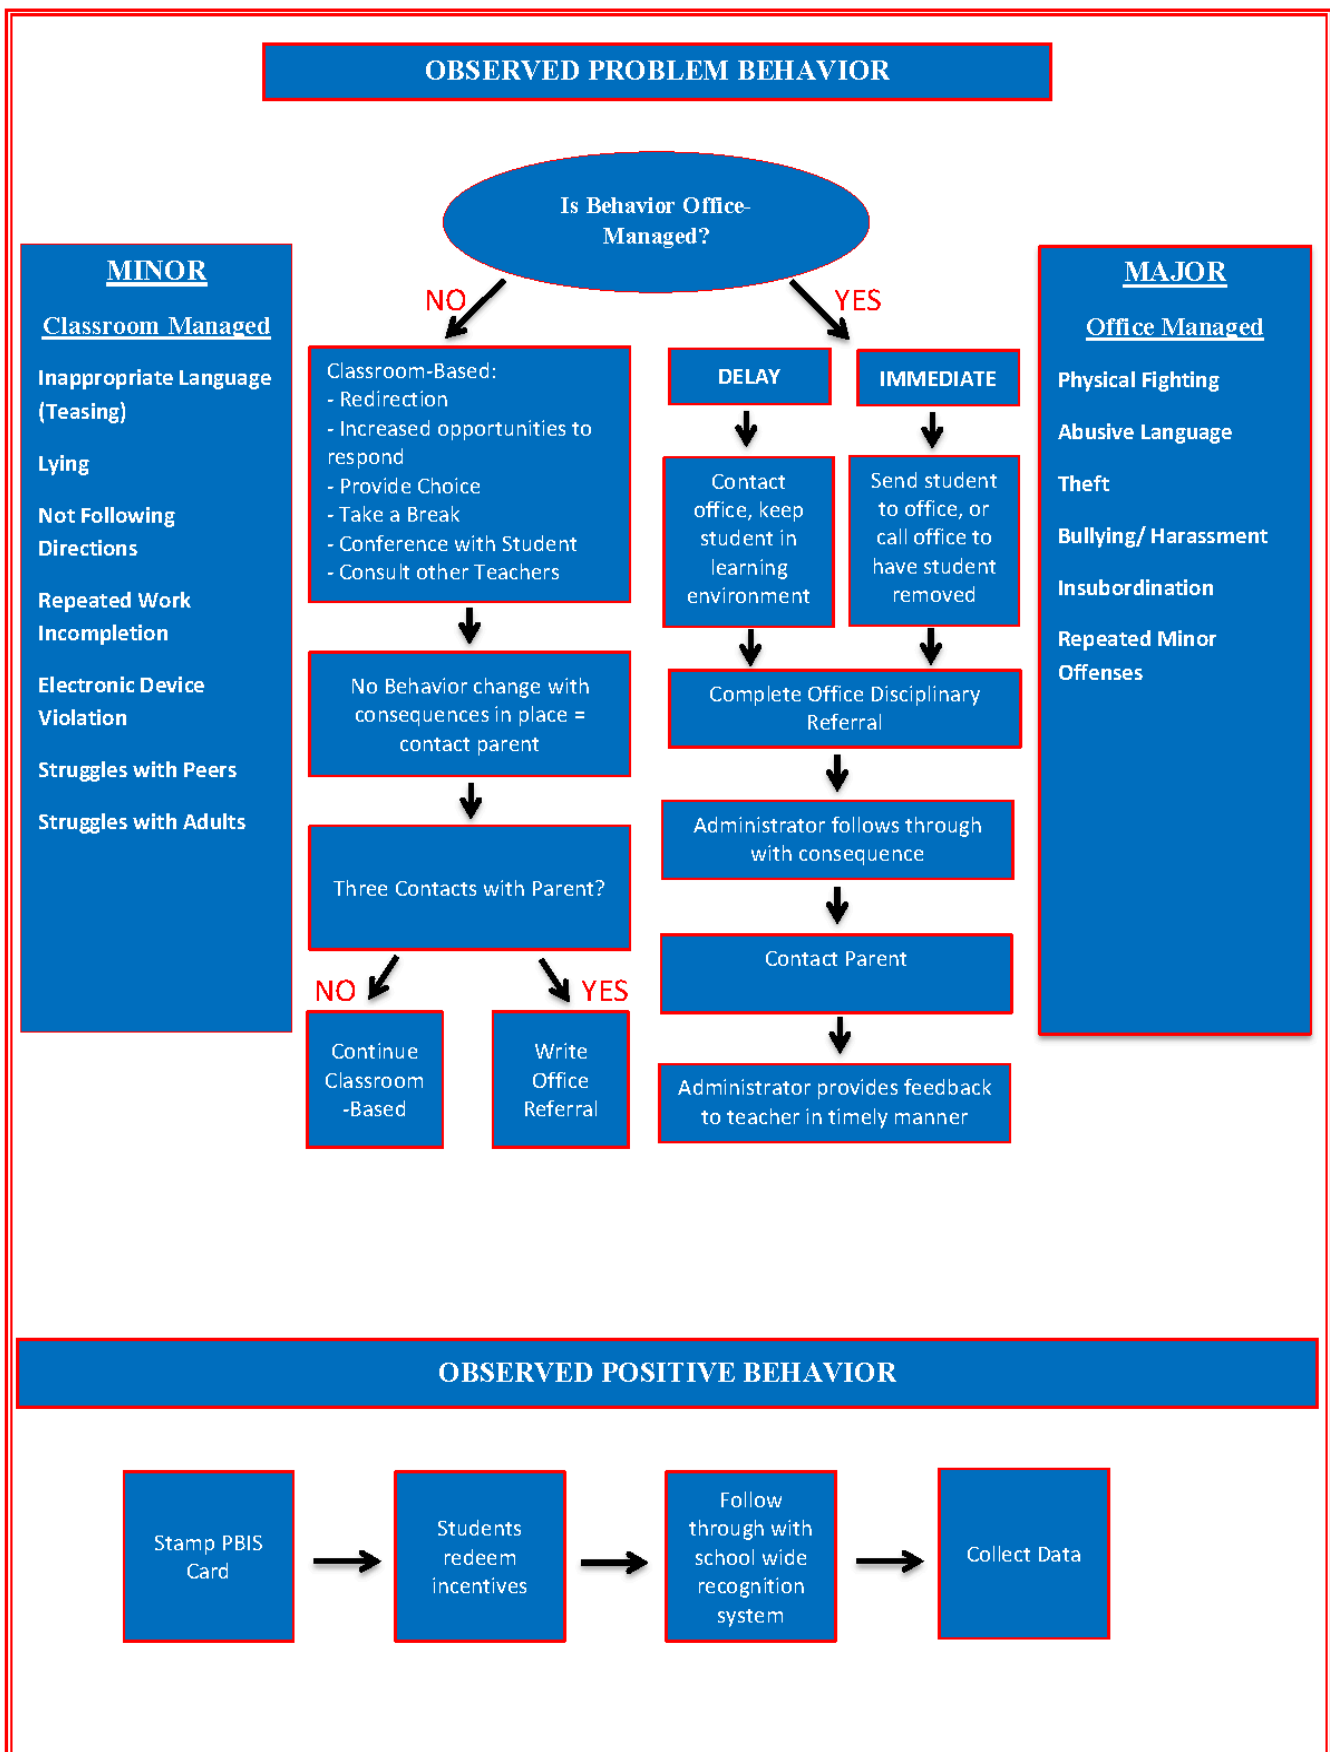 OBSERVED PROBLEM BEHAVIOR
Is Behavior Office-
Managed?
NO
YES
MINOR
Classroom Managed
Inappropriate Language
(Teasing)
Lying
Not Following
Directions
Repeated Work
Incompletion
Electronic Device
Violation
Struggles with Peers
Struggles with Adults
Classroom-Based:
- Redirection
- Increased opportunities to
respond
- Provide Choice
- Take a Break
- Conference with Student
- Consult other Teachers
No Behavior change with
consequences in place =
contact parent
Three Contacts with Parent?
NO
YES
Continue
Classroom
-Based
Write
Office
Referral
DELAY
IMMEDIATE
Contact
office, keep
student in
learning
environment
Send student
to office, or
call office to
have student
removed
Complete Office Disciplinary
Referral
Administrator follows through
with consequence
Contact Parent
Administrator provides feedback
to teacher in timely manner
MAJOR
Office Managed
Physical Fighting
Abusive Language
Theft
Bullying/ Harassment
Insubordination
Repeated Minor
Offenses
OBSERVED POSITIVE BEHAVIOR
Stamp PBIS
Card
Students
redeem
incentives
Follow
through with
school wide
recognition
system
Collect Data